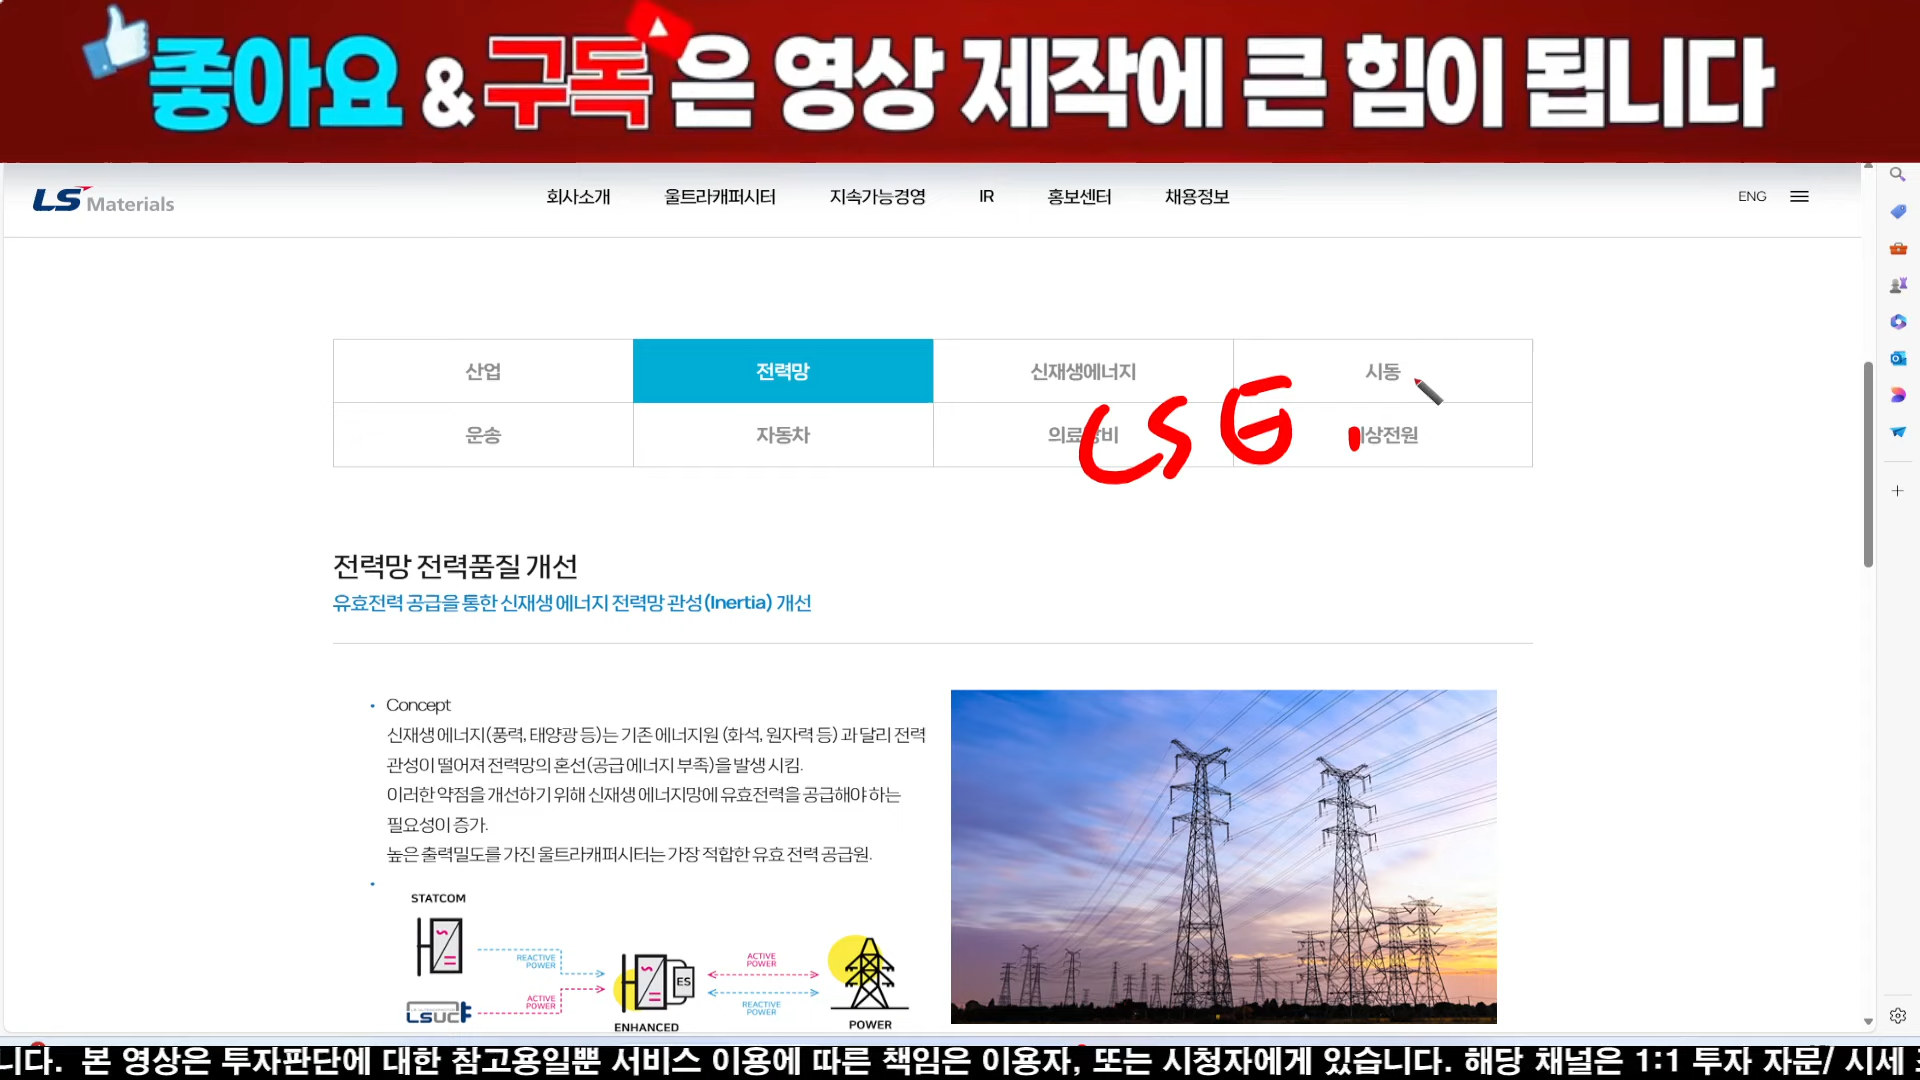 좋아요 & 구독은 영상 제작에 큰 힘이 됩니다
LS Materials
회사소개 울트라캐퍼시터 지속가능경영 IR 홍보센터 채용정보
ENG
산업 전력망 신재생에너지 시동
운송 자동차 의료장비 상전원
LSE.
전력망 전력품질 개선
유효전력 공급을 통한 신재생 에너지 전력망 관성(Inertia) 개선
Concept
신재생 에너지(풍력, 태양광 등)는 기존 에너지원 (화석, 원자력 등) 과 달리 전력
관성이 떨어져 전력망의 혼선(공급 에너지 부족)을 발생 시킴.
이러한 약점을 개선하기 위해 신재생 에너지망에 유효전력을 공급해야 하는
필요성이 증가.
높은 출력밀도를 가진 울트라캐퍼시터는 가장 적합한 유효 전력 공급원.
STATCOM
REACTIVE
POWER
ACTIVE
POWER
LSUC
ES
ENHANCED
ACTIVE
POWER
REACTIVE
POWER
POWER
니다. 본 영상은 투자판단에 대한 참고용일뿐 서비스 이용에 따른 책임은 이용자, 또는 시청자에게 있습니다. 해당 채널은 1:1 투자 자문/ 시세